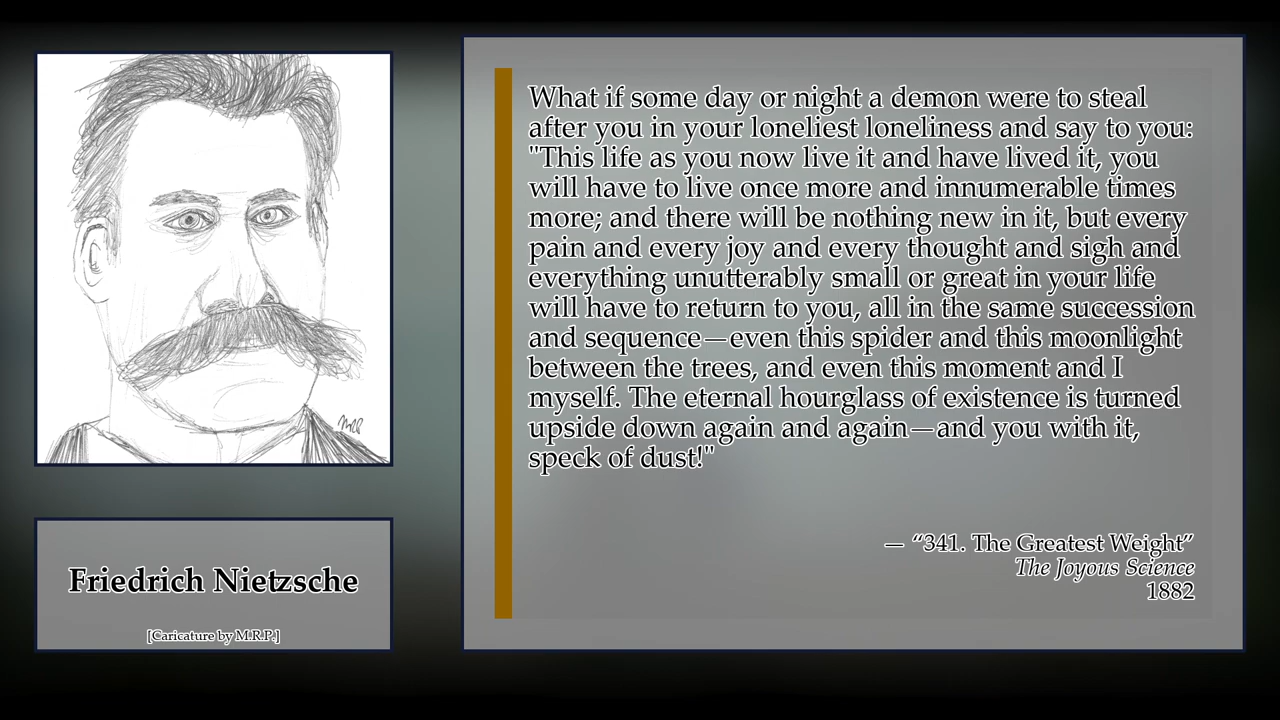 What if some day or night a demon were to steal
after you in your loneliest loneliness and say to you:
"This life as you now live it and have lived it, you
will have to live once more and innumerable times
more; and there will be nothing new in it, but every
pain and every joy and every thought and sigh and
everything unutterably small or great in your life
will have to return to you, all in the same succession
and sequence—even this spider and this moonlight
between the trees, and even this moment and I
myself. The eternal hourglass of existence is turned
upside down again and again—and you with it,
speck of dust!"
— “341. The Greatest Weight”
The Joyous Science
1882
Friedrich Nietzsche
[Caricature by M.R.P.]